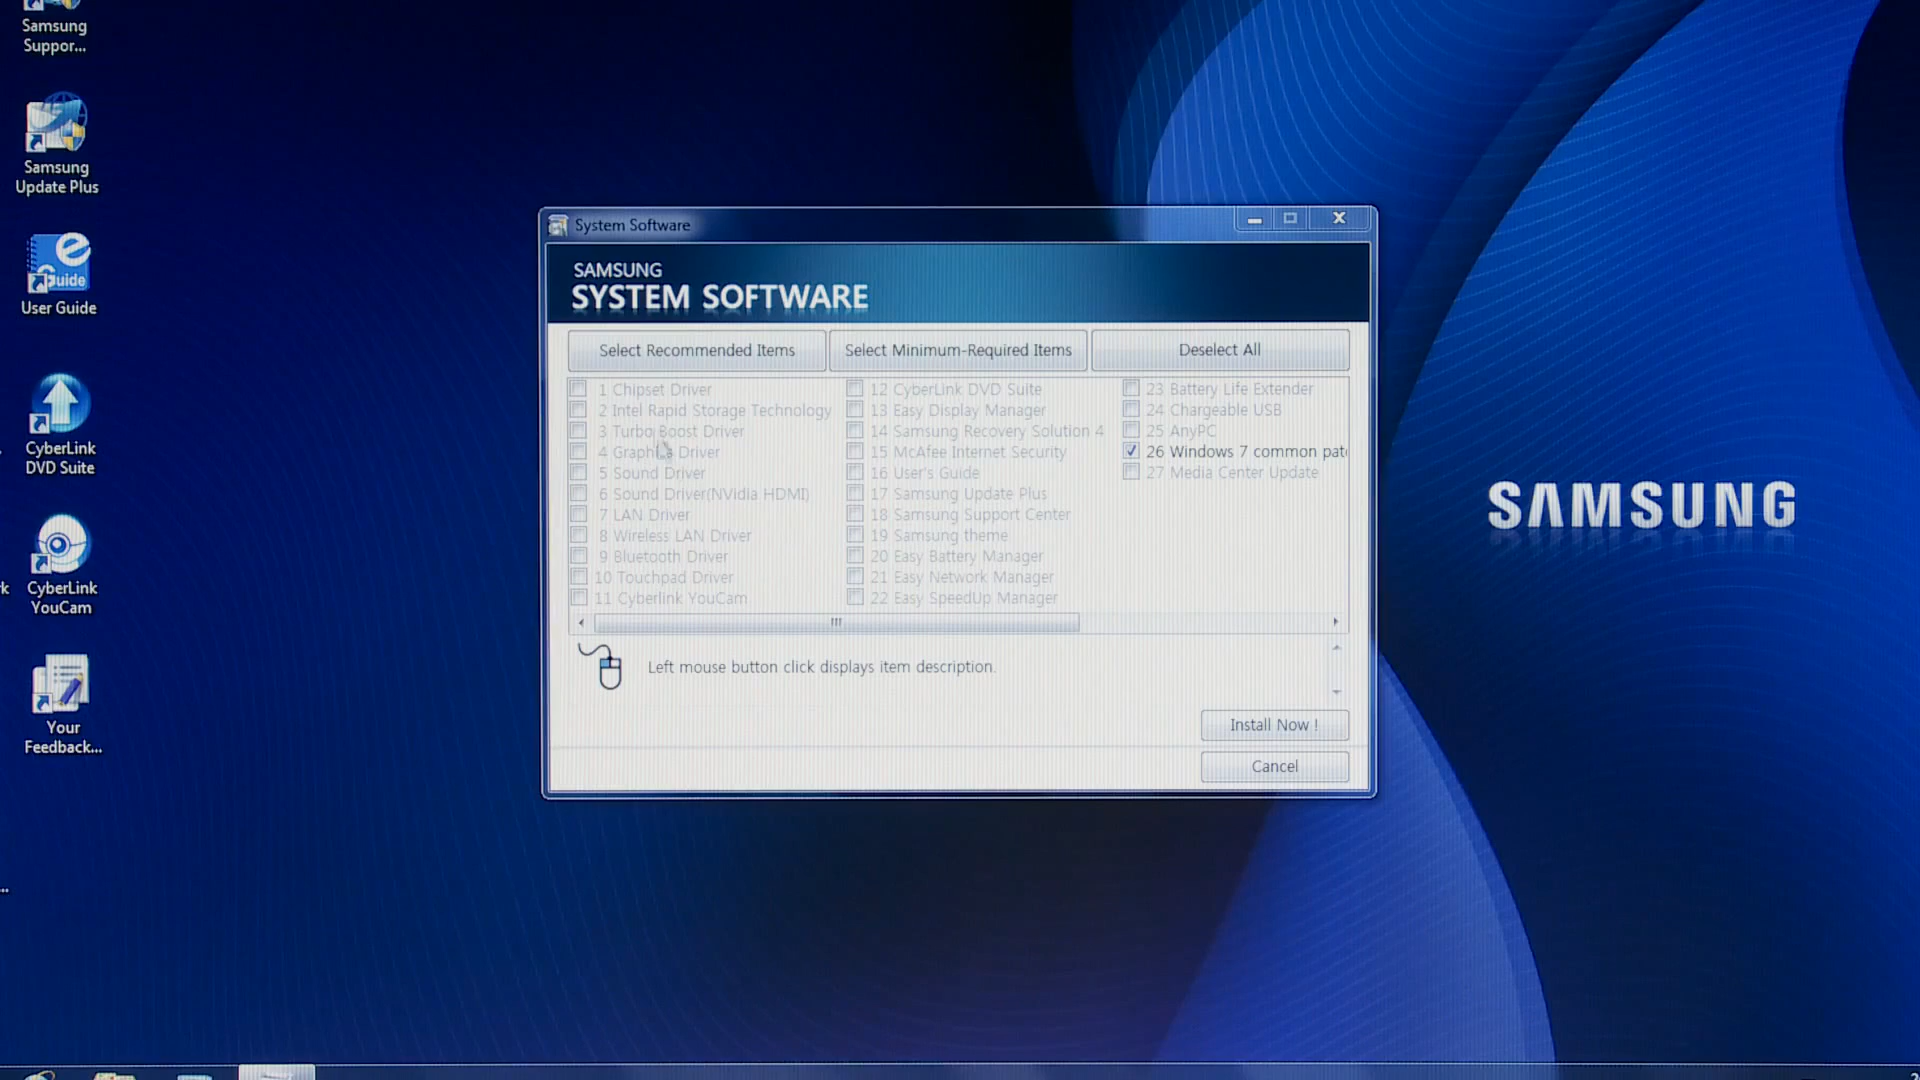 Samsung
Suppor...
Samsung
Update Plus
Guide
User Guide
CyberLink
DVD Suite
CyberLink
YouCam
Your
Feedback...
System Software
SAMSUNG
SYSTEM SOFTWARE
Select Recommended Items
Select Minimum-Required Items
Deselect All
1 Chipset Driver
2 Intel Rapid Storage Technology
3 Turbo Boost Driver
4 Graphics Driver
5 Sound Driver
6 Sound Driver(NVidia HDMI)
7 LAN Driver
8 Wireless LAN Driver
9 Bluetooth Driver
10 Touchpad Driver
11 Cyberlink YouCam
12 CyberLink DVD Suite
13 Easy Display Manager
14 Samsung Recovery Solution 4
15 McAfee Internet Security
16 User's Guide
17 Samsung Update Plus
18 Samsung Support Center
19 Samsung theme
20 Easy Battery Manager
21 Easy Network Manager
22 Easy SpeedUp Manager
23 Battery Life Extender
24 Chargeable USB
25 AnyPC
26 Windows 7 common pat
27 Media Center Update
Left mouse button click displays item description.
Install Now !
Cancel
SAMSUNG